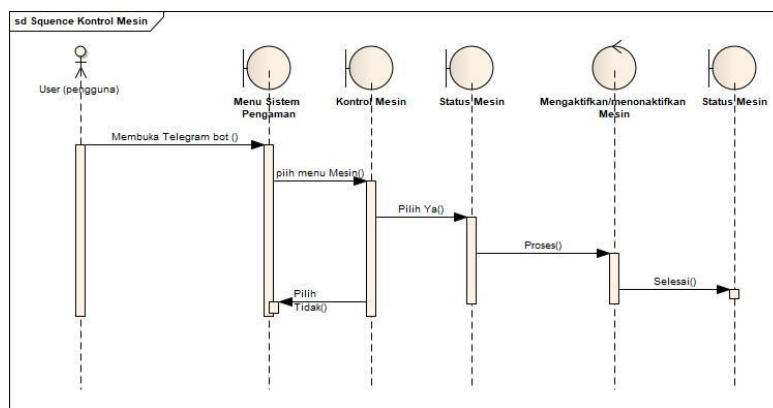 sd Squence Kontrol Mesin
User (pengguna)
Menu Sistem
Pengaman
Kontrol Mesin
Status Mesin
Mengaktifkan/menonaktifkan
Mesin
Status Mesin
Membuka Telegram bot ()
piih menu Mesin()
Pilih Ya()
Proses()
Selesai()
Pilih
Tidak()